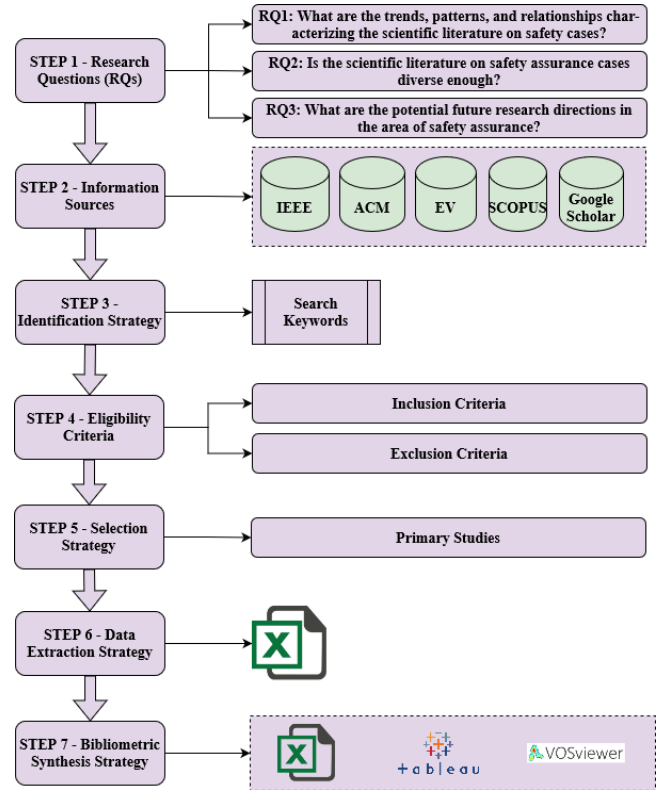 STEP 1 - Research
Questions (RQs)
RQ1: What are the trends, patterns, and relationships char-
acterizing the scientific literature on safety cases?
RQ2: Is the scientific literature on safety assurance cases
diverse enough?
RQ3: What are the potential future research directions in
the area of safety assurance?
STEP 2 - Information
Sources
IEEE
ACM
EV
SCOPUS
Google
Scholar
STEP 3 -
Identification Strategy
Search
Keywords
STEP 4 - Eligibility
Criteria
Inclusion Criteria
Exclusion Criteria
STEP 5 - Selection
Strategy
Primary Studies
STEP 6 - Data
Extraction Strategy
X
STEP 7 - Bibliometric
Synthesis Strategy
X
+ableau
VOSviewer